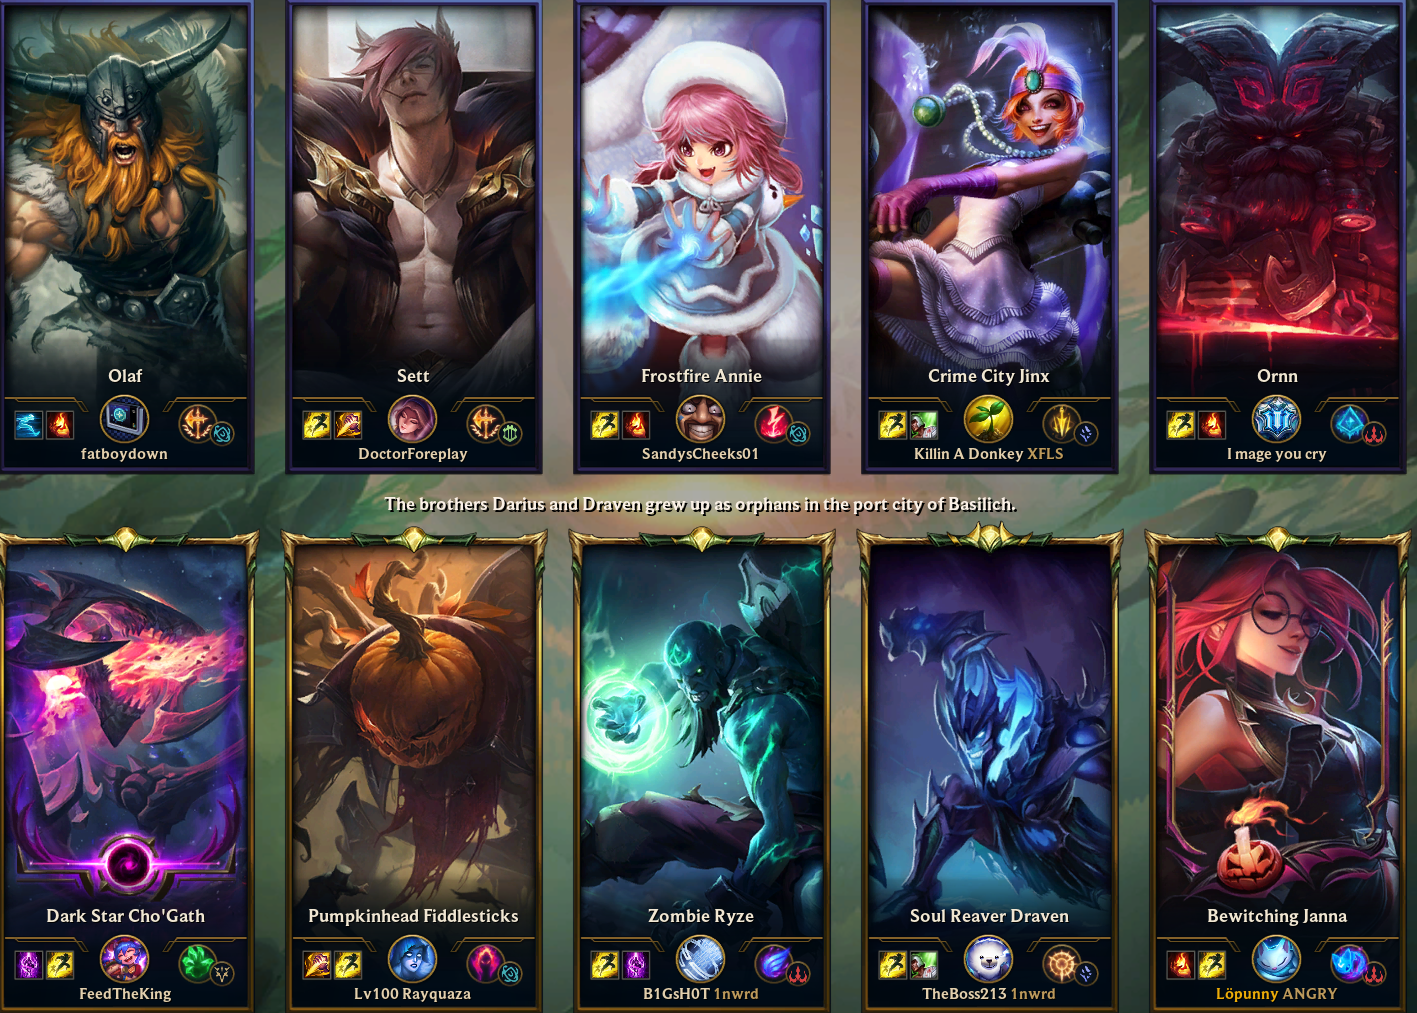 Olaf
Sett
Frostfire Annie
Crime City Jinx
Ornn
fatboydown
DoctorForeplay
SandysCheeks01
Killin A Donkey XFLS
I mage you cry
The brothers Darius and Draven grew up as orphans in the port city of Basilich.
Dark Star Cho'Gath
Pumpkinhead Fiddlesticks
Zombie Ryze
Soul Reaver Draven
Bewitching Janna
FeedTheKing
Lv100 Rayquaza
B1GsH0T 1nwrd
TheBoss213 1nwrd
Löpunny ANGRY